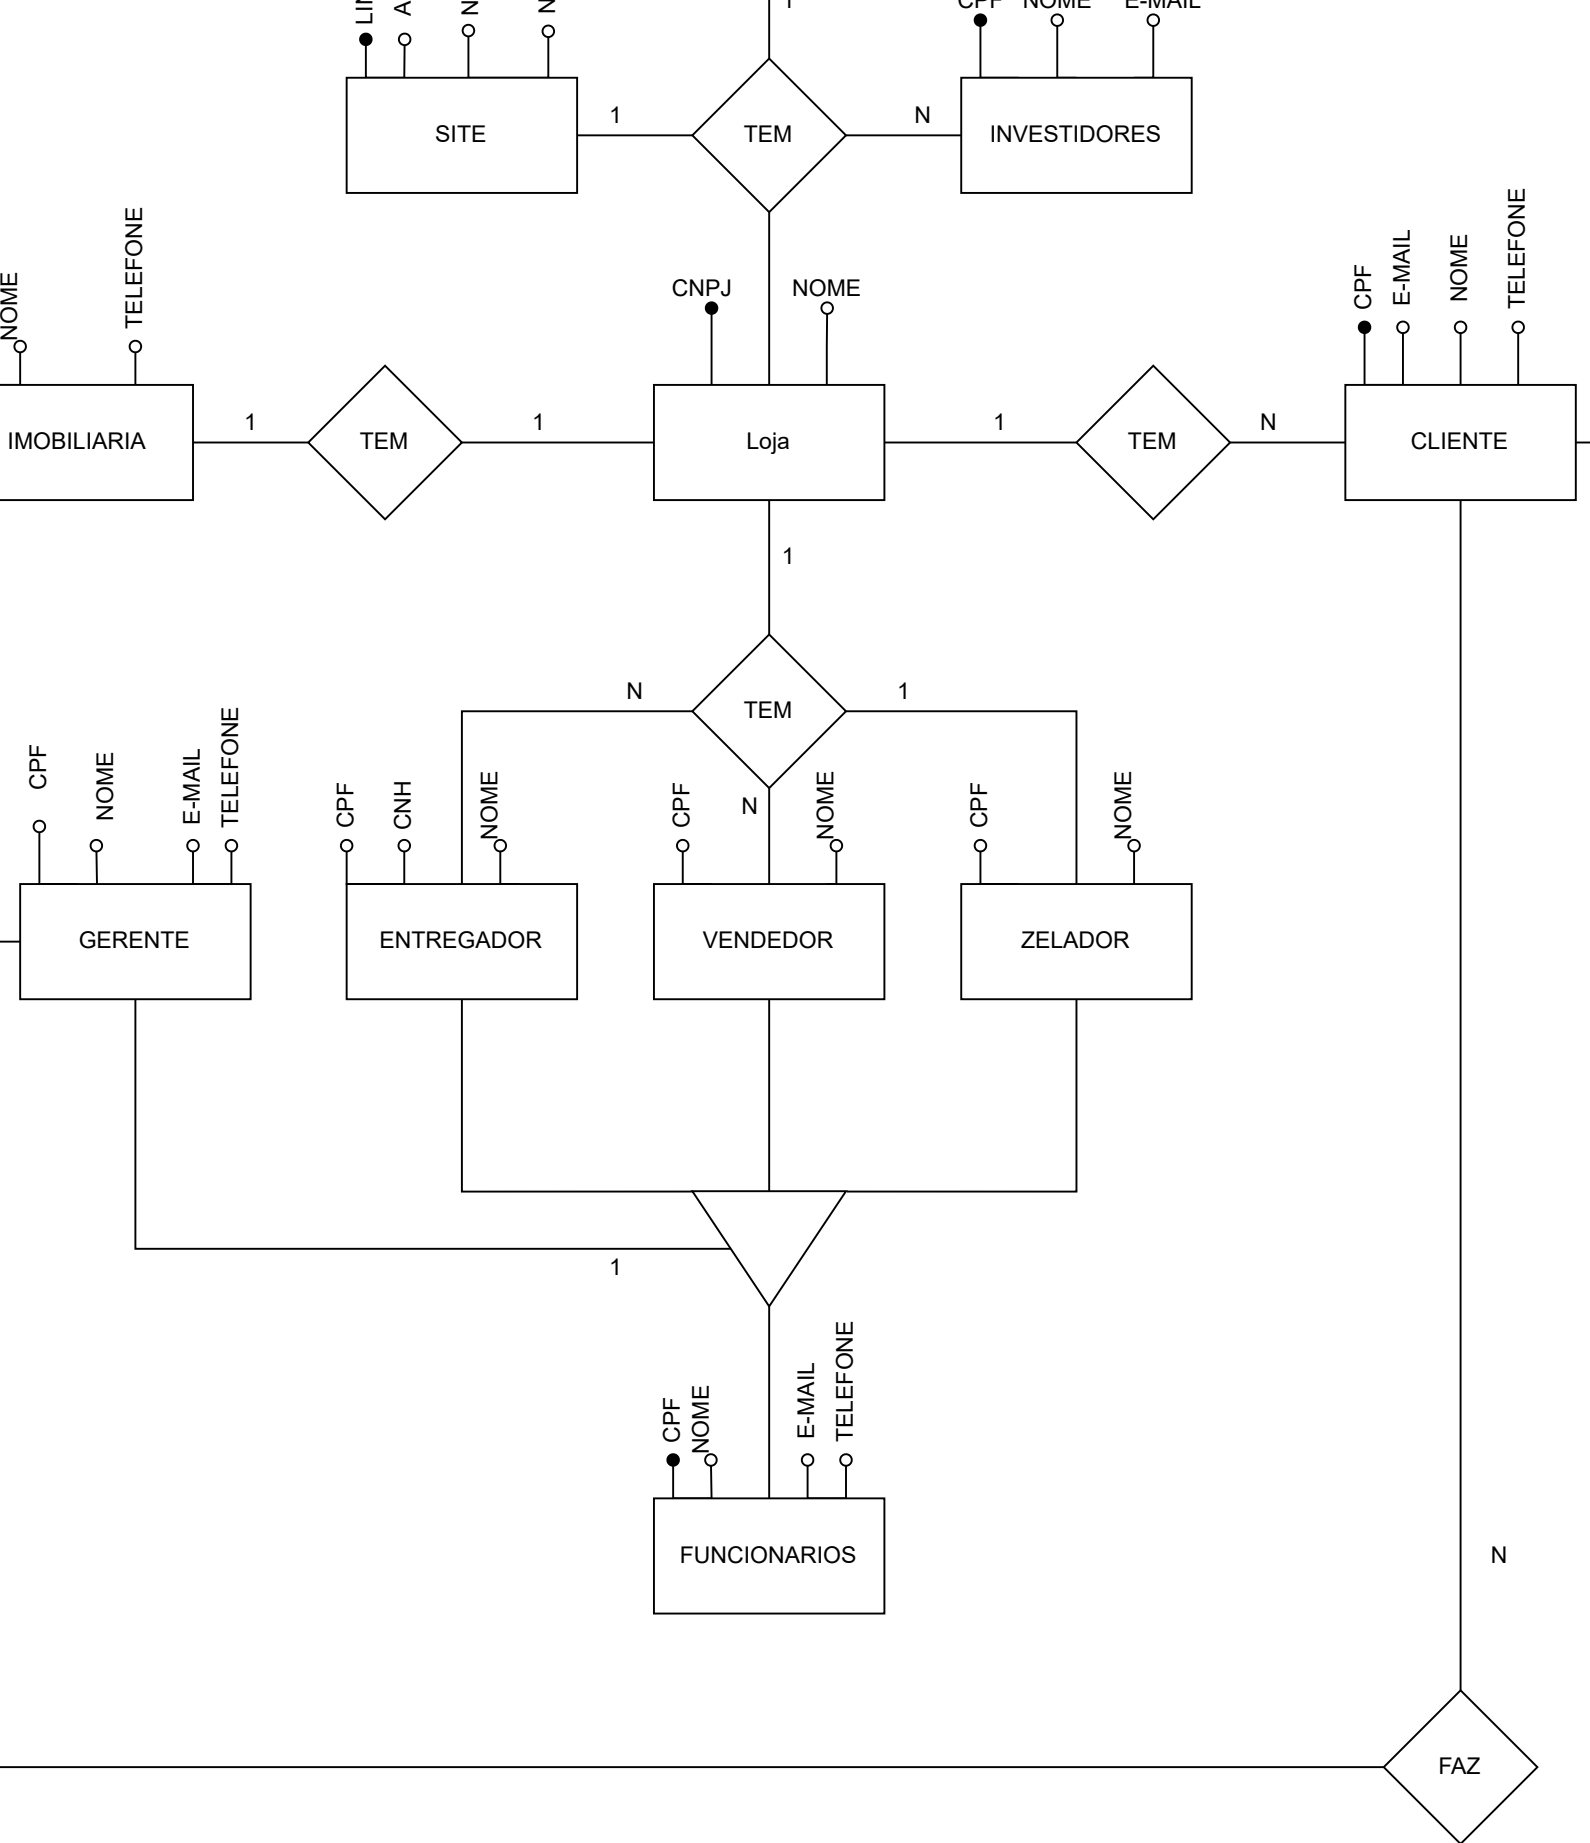 CPF NOME E-MAIL
1
SITE
1
TEM
N
INVESTIDORES
NOME
TELEFONE
CNPJ
NOME
CPF
E-MAIL
NOME
TELEFONE
IMOBILIARIA
1
TEM
1
Loja
1
TEM
N
CLIENTE
1
N
TEM
1
CPF
NOME
E-MAIL
TELEFONE
CPF
CNH
NOME
CPF
N
NOME
CPF
NOME
GERENTE
ENTREGADOR
VENDEDOR
ZELADOR
1
CPF
NOME
E-MAIL
TELEFONE
FUNCIONARIOS
N
FAZ